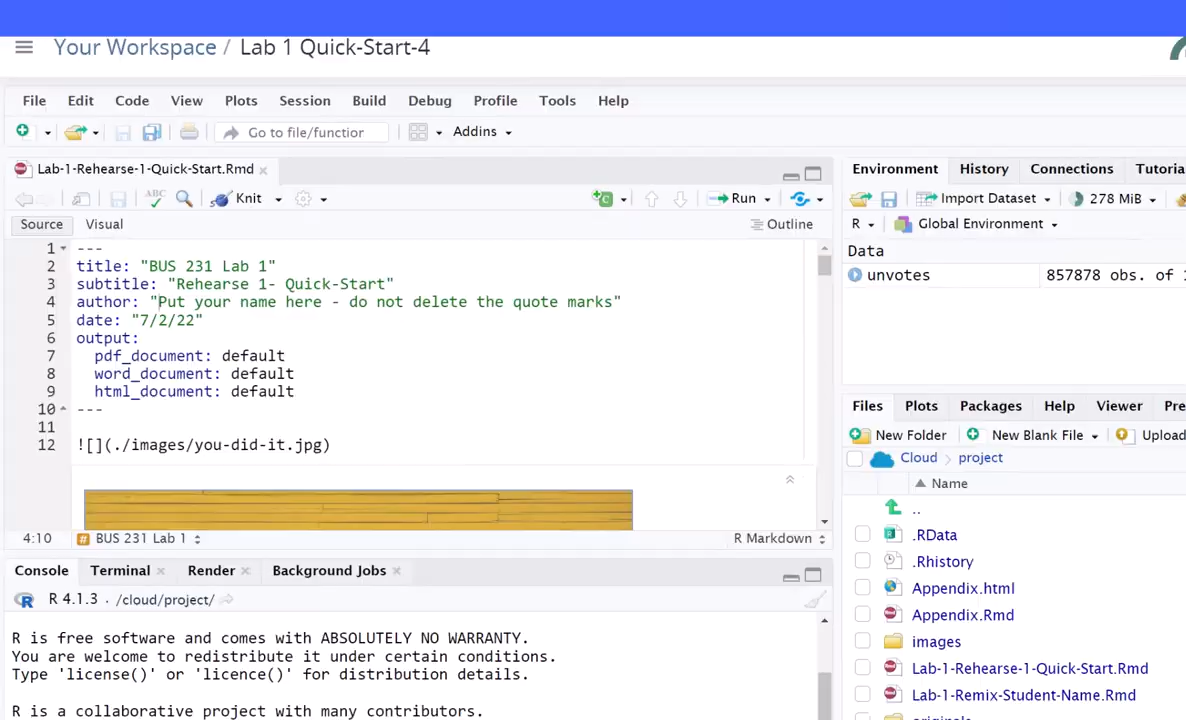 Your Workspace / Lab 1 Quick-Start-4
File Edit Code View Plots Session Build Debug Profile Tools Help
Go to file/function Addins
Lab-1-Rehearse-1-Quick-Start.Rmd
ABC Knit Run
Source Visual Outline
1 ---
2 title: "BUS 231 Lab 1"
3 subtitle: "Rehearse 1- Quick-Start"
4 author: "Put your name here - do not delete the quote marks"
5 date: "7/2/22"
6 output:
7 pdf_document: default
8 word_document: default
9 html_document: default
10 ---
11
12 ![](./images/you-did-it.jpg)
4:10 # BUS 231 Lab 1 R Markdown
Console Terminal Render Background Jobs
R R 4.1.3 . /cloud/project/
R is free software and comes with ABSOLUTELY NO WARRANTY.
You are welcome to redistribute it under certain conditions.
Type 'license()' or 'licence()' for distribution details.
R is a collaborative project with many contributors.
Environment History Connections Tutoria
Import Dataset 278 MiB
R Global Environment
Data
unvotes 857878 obs. of
Files Plots Packages Help Viewer Pre
New Folder New Blank File Upload
Cloud project
Name
..
.RData
.Rhistory
Appendix.html
Appendix.Rmd
images
Lab-1-Rehearse-1-Quick-Start.Rmd
Lab-1-Remix-Student-Name.Rmd